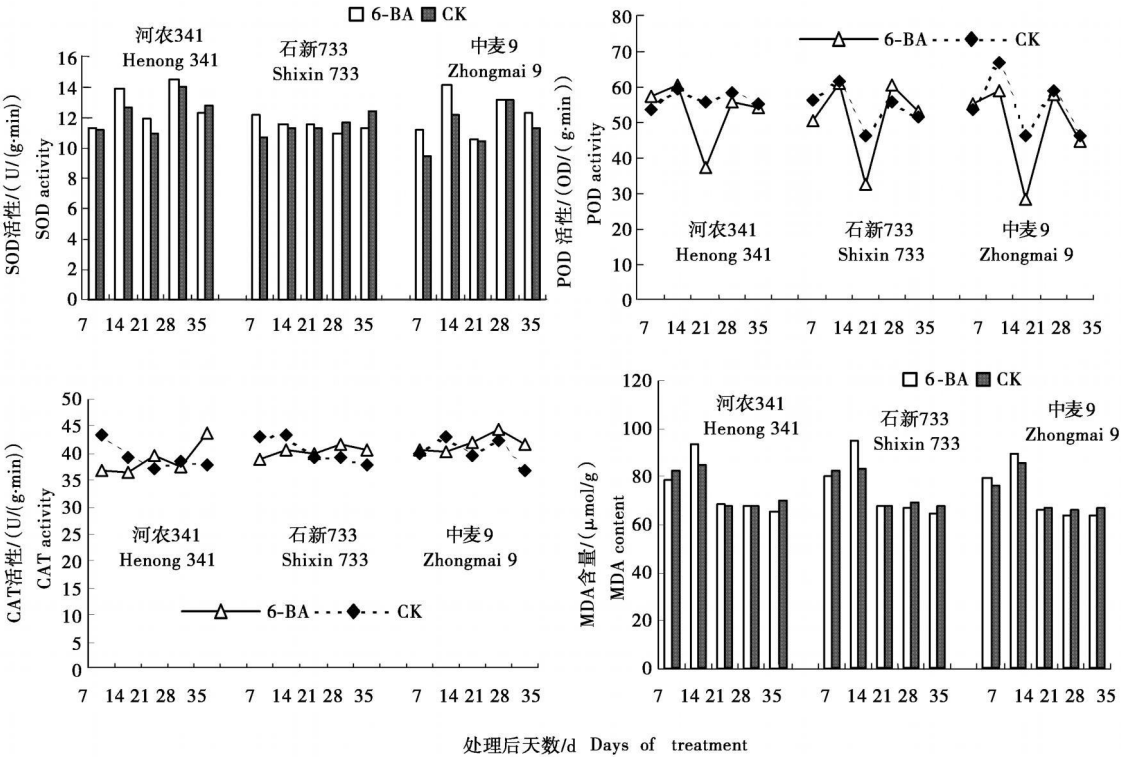 6-BA CK
河农341
Henong 341
石新733
Shixin 733
中麦9
Zhongmai 9
SOD活性/(U/(g·min))
SOD activity
16
14
12
10
8
6
4
2
0
7 14 21 28 35 7 14 21 28 35 7 14 21 28 35
6-BA CK
POD 活性/(OD/( g·min))
POD activity
80
70
60
50
40
30
20
10
0
河农341
Henong 341
石新733
Shixin 733
中麦9
Zhongmai 9
7 14 21 28 35 7 14 21 28 35 7 14 21 28 35
CAT活性/(U/(g·min))
CAT activity
50
45
40
35
30
25
20
15
10
5
0
河农341
Henong 341
石新733
Shixin 733
中麦9
Zhongmai 9
6-BA CK
7 14 21 28 35 7 14 21 28 35 7 14 21 28 35
6-BA CK
河农341
Henong 341
石新733
Shixin 733
中麦9
Zhongmai 9
MDA含量/(μmol/g)
MDA content
120
100
80
60
40
20
0
7 14 21 28 35 7 14 21 28 35 7 14 21 28 35
处理后天数/d Days of treatment